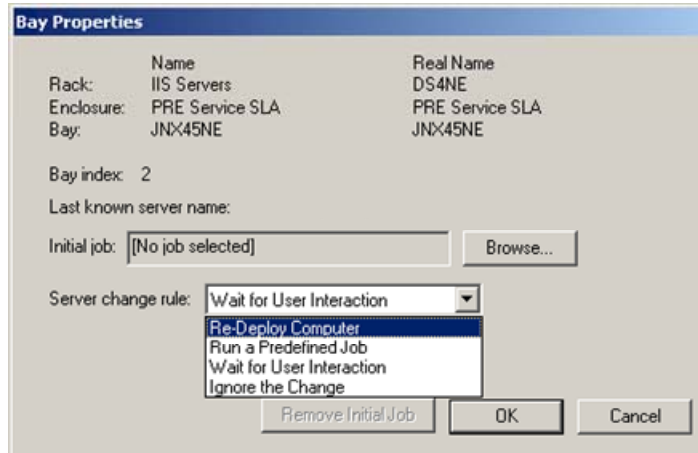 Bay Properties
Name Real Name
Rack: IIS Servers DS4NE
Enclosure: PRE Service SLA PRE Service SLA
Bay: JNX45NE JNX45NE
Bay index: 2
Last known server name:
Initial job: [No job selected] Browse...
Server change rule: Wait for User Interaction
Re-Deploy Computer
Run a Predefined Job
Wait for User Interaction
Ignore the Change
Remove Initial Job OK Cancel